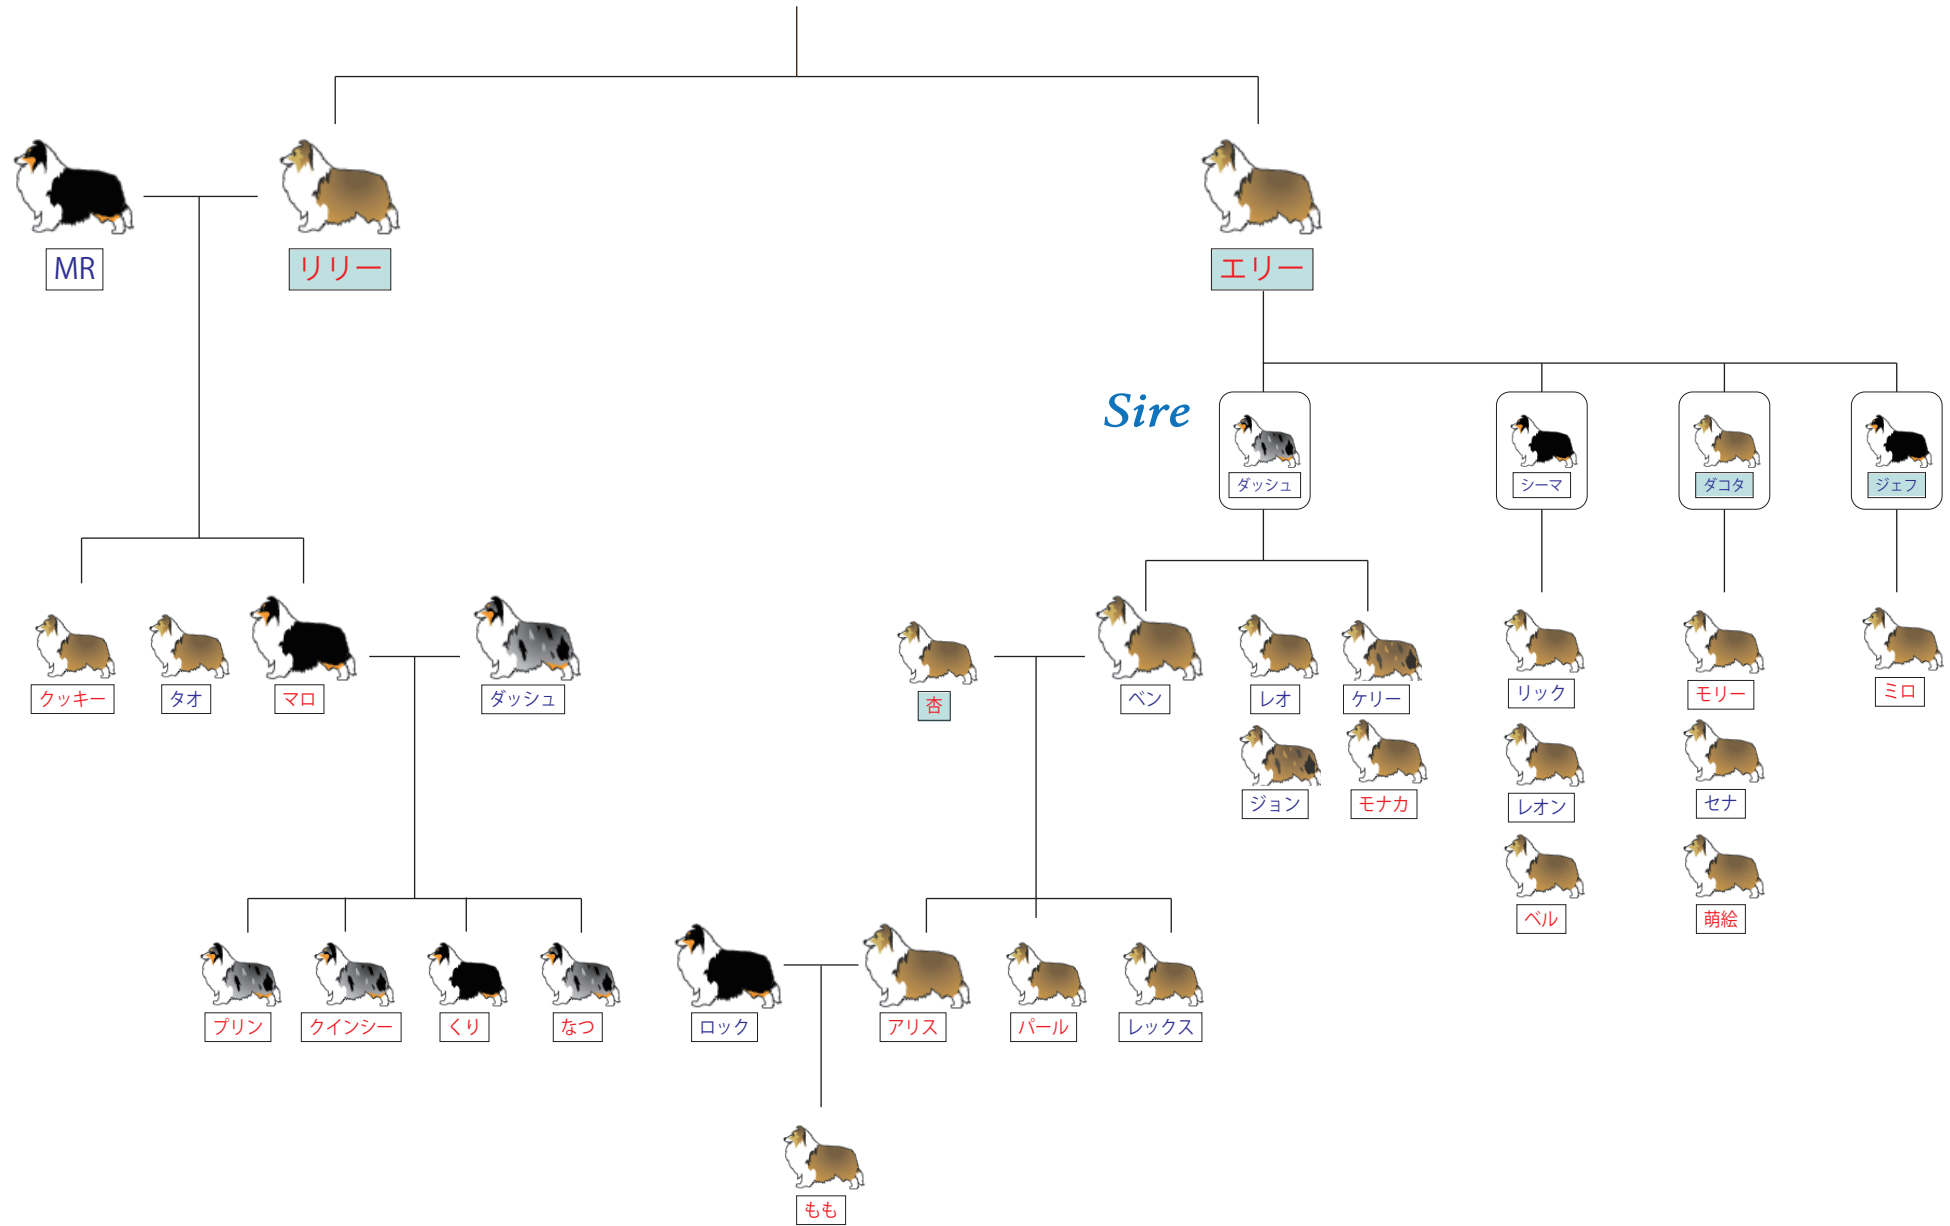 MR
リリー
エリー
Sire
ダッシュ
シーマ
ダコタ
ジェフ
クッキー
タオ
マロ
ダッシュ
杏
ベン
レオ
ケリー
リック
モリー
ミロ
ジョン
モナカ
レオン
セナ
ベル
萌絵
プリン
クインシー
くり
なつ
ロック
アリス
パール
レックス
もも